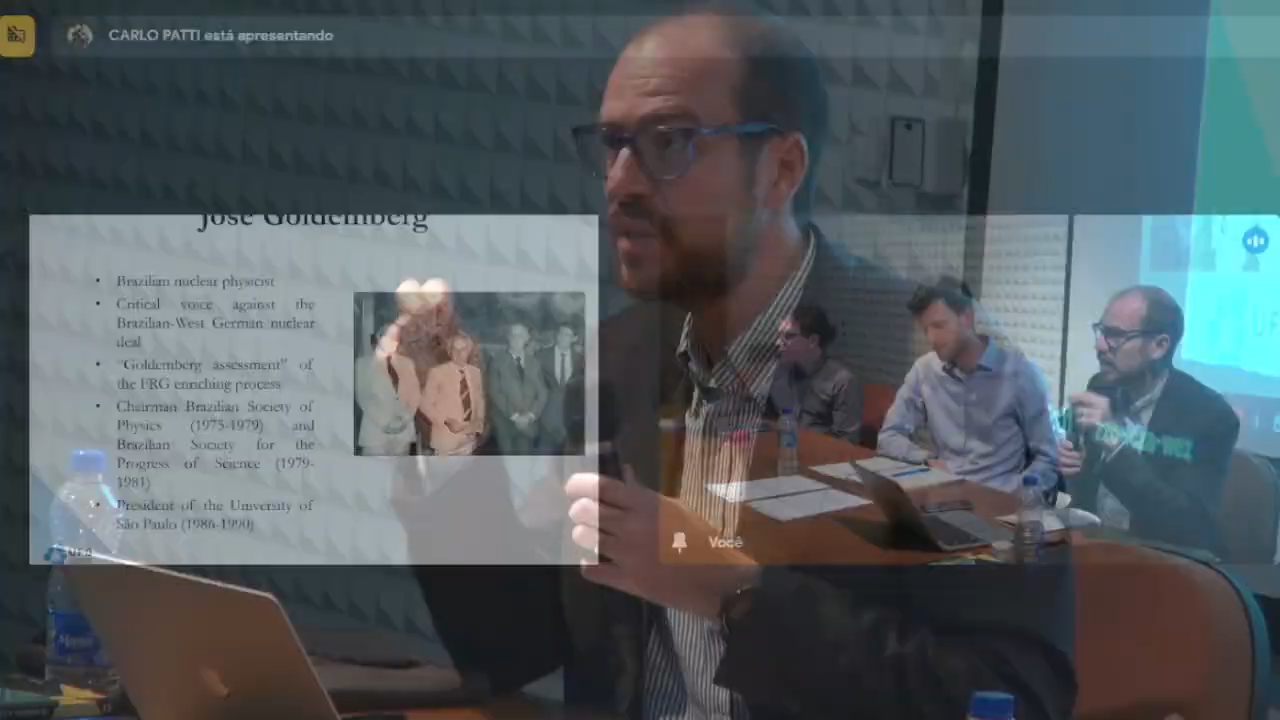 CARLO PATTI está apresentando
José Goldemberg
• Brazilian nuclear physicist
• Critical voice against the
Brazilian-West German nuclear
deal
• "Goldemberg assessment" of
the FRG enriching process
• Chairman Brazilian Society of
Physics (1975-1979) and
Brazilian Society for the
Progress of Science (1979-
1981)
• President of the University of
São Paulo (1986-1990)
Você